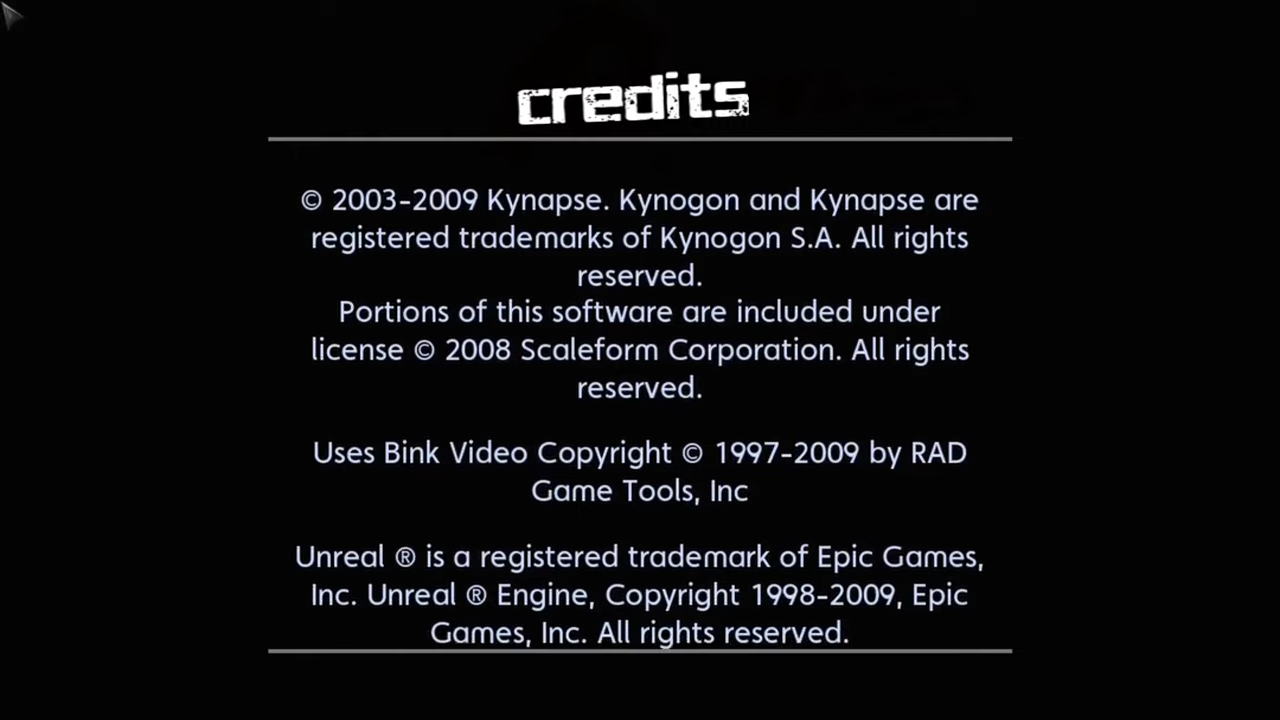 credits
© 2003-2009 Kynapse. Kynogon and Kynapse are
registered trademarks of Kynogon S.A. All rights
reserved.
Portions of this software are included under
license © 2008 Scaleform Corporation. All rights
reserved.
Uses Bink Video Copyright © 1997-2009 by RAD
Game Tools, Inc
Unreal ® is a registered trademark of Epic Games,
Inc. Unreal ® Engine, Copyright 1998-2009, Epic
Games, Inc. All rights reserved.